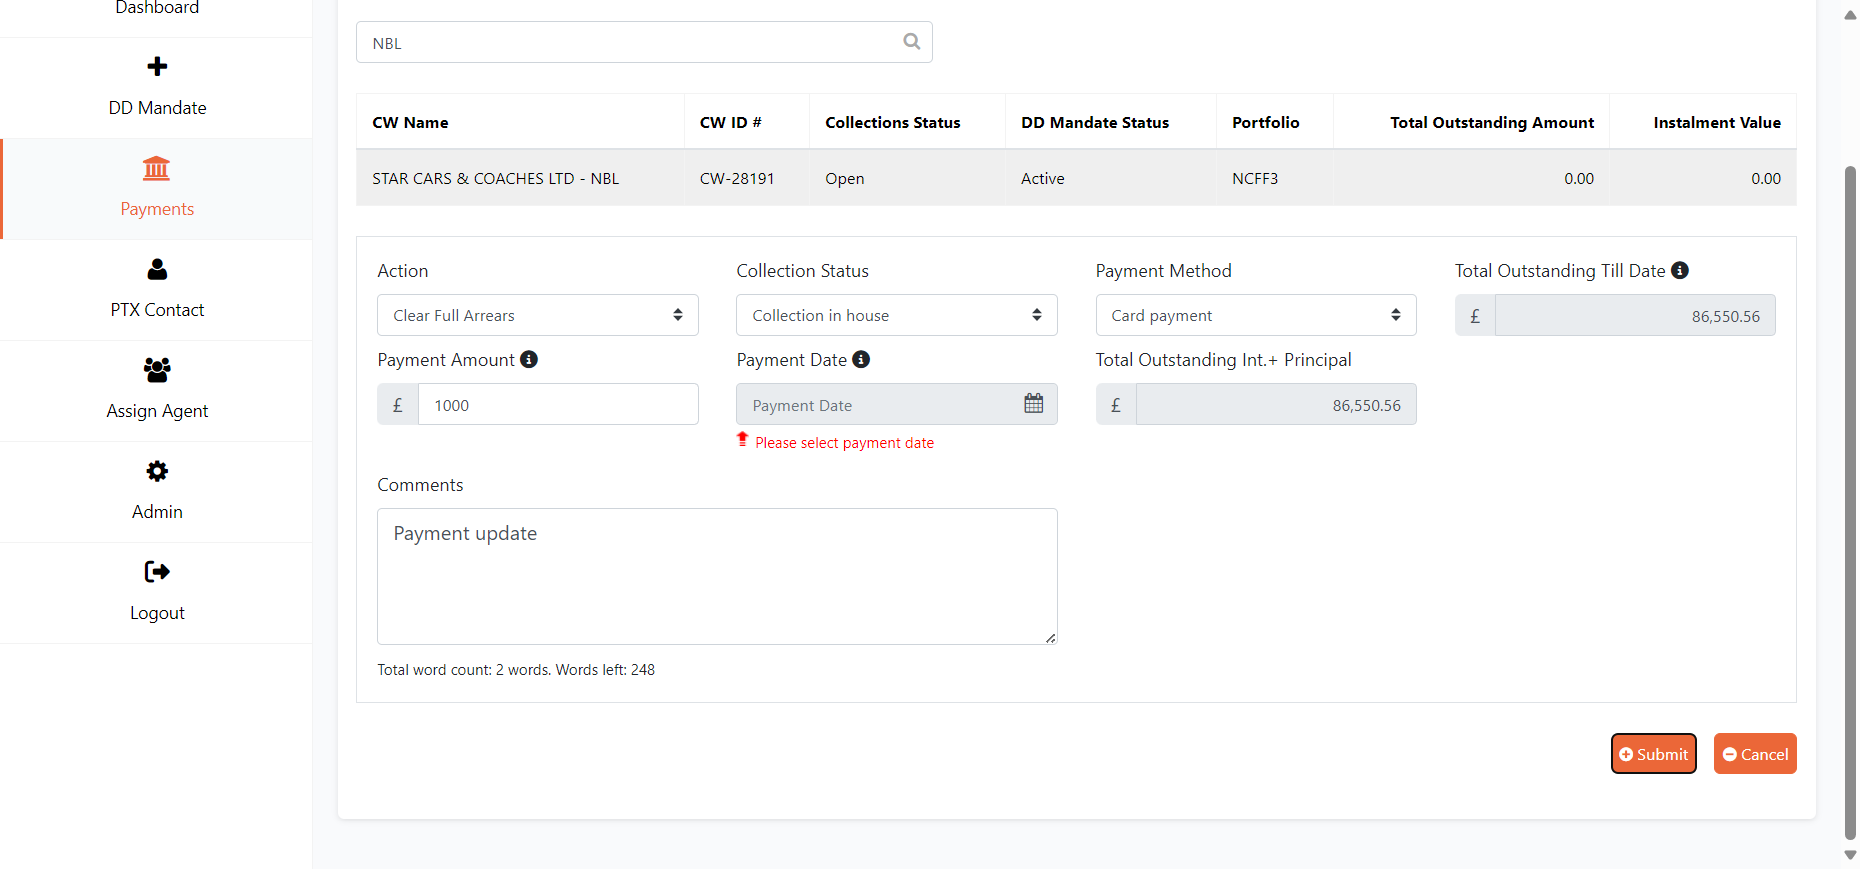 Dashboard
DD Mandate
Payments
PTX Contact
Assign Agent
Admin
Logout
NBL
CW Name CW ID # Collections Status DD Mandate Status Portfolio Total Outstanding Amount Instalment Value
STAR CARS & COACHES LTD - NBL CW-28191 Open Active NCFF3 0.00 0.00
Action Collection Status Payment Method Total Outstanding Till Date
Clear Full Arrears Collection in house Card payment £ 86,550.56
Payment Amount Payment Date Total Outstanding Int.+ Principal
£ 1000 Payment Date £ 86,550.56
Please select payment date
Comments
Payment update
Total word count: 2 words. Words left: 248
Submit Cancel